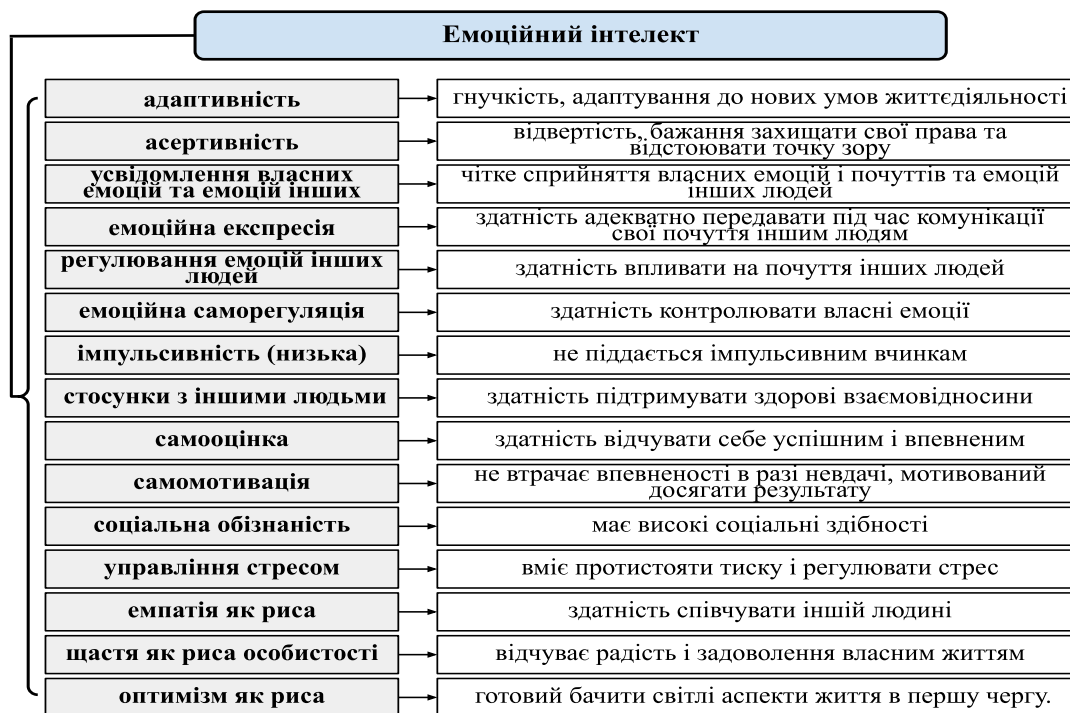 Емоційний інтелект
адаптивність
гнучкість, адаптування до нових умов життєдіяльності
асертивність
відвертість, бажання захищати свої права та
відстоювати точку зору
усвідомлення власних
емоцій та емоцій інших
чітке сприйняття власних емоцій і почуттів та емоцій
інших людей
емоційна експресія
здатність адекватно передавати під час комунікації
свої почуття іншим людям
регулювання емоцій інших
людей
здатність впливати на почуття інших людей
емоційна саморегуляція
здатність контролювати власні емоції
імпульсивність (низька)
не піддається імпульсивним вчинкам
стосунки з іншими людьми
здатність підтримувати здорові взаємовідносини
самооцінка
здатність відчувати себе успішним і впевненим
самомотивація
не втрачає впевненості в разі невдачі, мотивований
досягати результату
соціальна обізнаність
має високі соціальні здібності
управління стресом
вміє протистояти тиску і регулювати стрес
емпатія як риса
здатність співчувати іншій людині
щастя як риса особистості
відчуває радість і задоволення власним життям
оптимізм як риса
готовий бачити світлі аспекти життя в першу чергу.